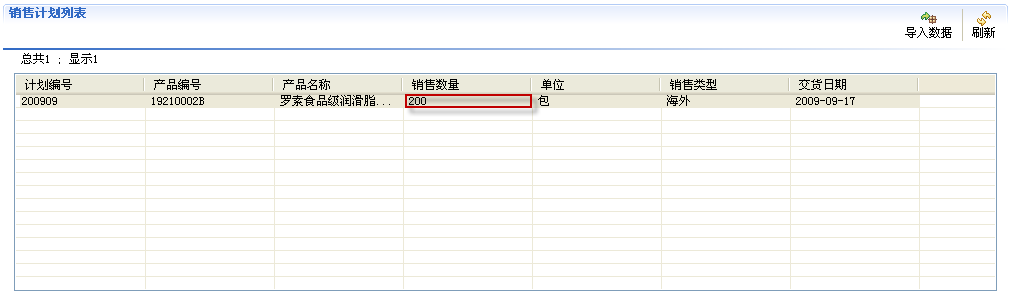 销售计划列表
导入数据 刷新
总共1 ； 显示1
计划编号 产品编号 产品名称 销售数量 单位 销售类型 交货日期
200909 19210002B 罗素食品级润滑脂... 200 包 海外 2009-09-17